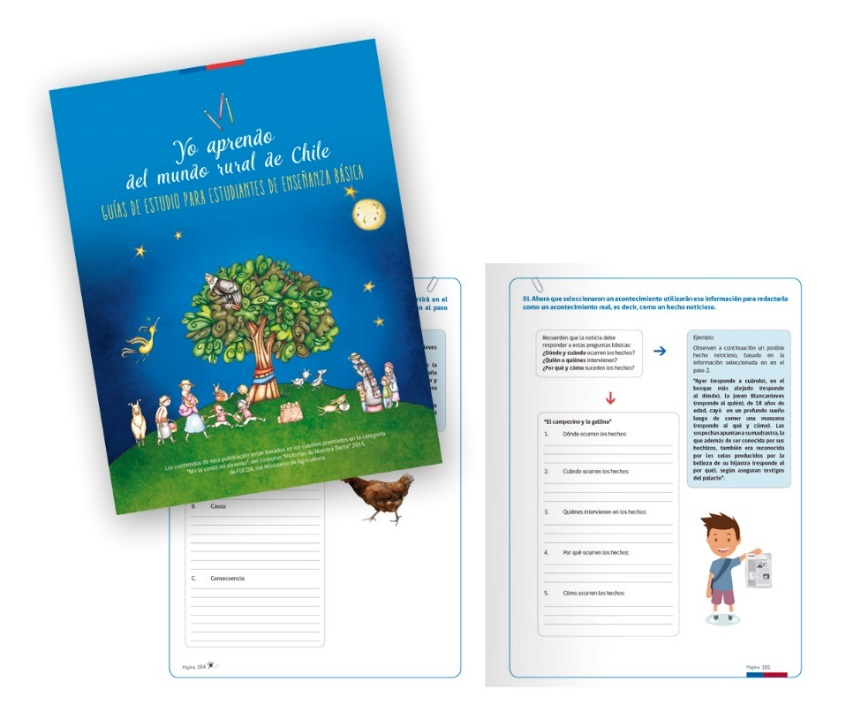 Yo aprendo
del mundo rural de Chile
GUÍAS DE ESTUDIO PARA ESTUDIANTES DE ENSEÑANZA BÁSICA
Los contenidos de esta publicación están basados en los cuentos premiados en la categoría
"Me lo contó mi abuelito", del concurso "Historias de Nuestra Tierra" 2015,
de FUCOA, del Ministerio de Agricultura.
en el
el paso
B. Causa:
C. Consecuencia:
Página 184
III. Ahora que seleccionaron un acontecimiento utilizarán esa información para redactarla
como un acontecimiento real, es decir, como un hecho noticioso.
Recuerden que la noticia debe
responder a estas preguntas básicas:
¿Dónde y cuándo ocurren los hechos?
¿Quién o quiénes intervienen?
¿Por qué y cómo suceden los hechos?
Ejemplo:
Observen a continuación un posible
hecho noticioso, basado en la
información seleccionada en en el
paso 2.
"Ayer (responde a cuándo), en el
bosque más alejado (responde
al dónde), la joven Blancanieves
(responde al quién), de 18 años de
edad, cayó en un profundo sueño
luego de comer una manzana
(responde al qué y cómo). Las
sospechas apuntan a su madrastra, la
que además de ser conocida por sus
hechizos, también era reconocida
por los celos producidos por la
belleza de su hijastra (responde al
por qué), según aseguran testigos
del palacio".
"El campesino y la gallina"
1. Dónde ocurren los hechos:
2. Cuándo ocurren los hechos:
3. Quiénes intervienen en los hechos:
4. Por qué ocurren los hechos:
5. Cómo ocurren los hechos:
Página 185